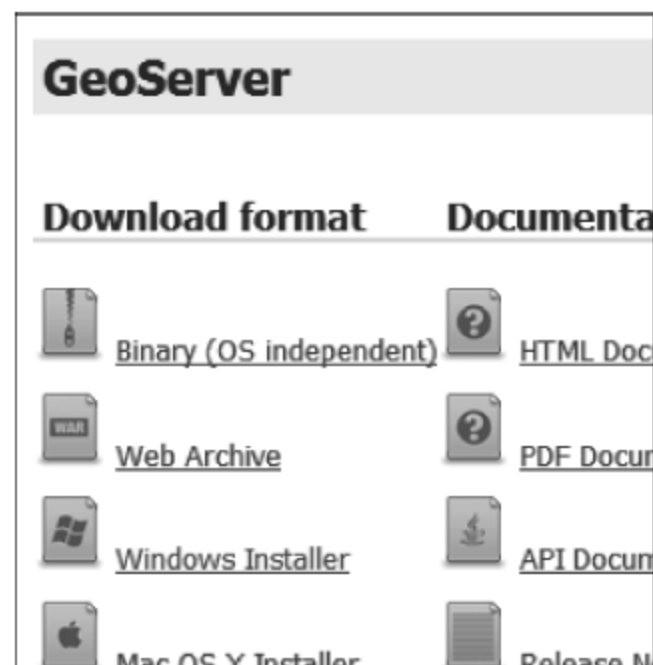 GeoServer
Download format
Binary (OS independent)
WAR
Web Archive
Windows Installer
Mac OS X Installer
Documenta
HTML Doc
PDF Docum
API Docum
Release N